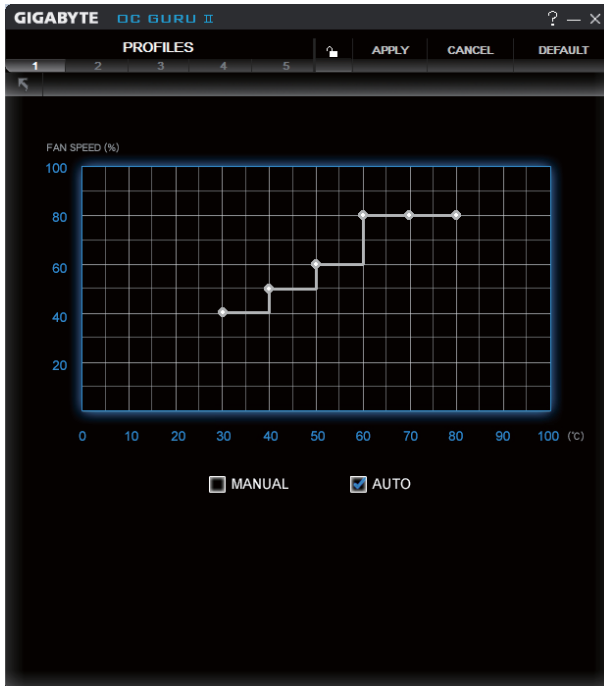 GIGABYTE OC GURU II ? — ×
PROFILES APPLY CANCEL DEFAULT
1 2 3 4 5
FAN SPEED (%)
100
80
60
40
20
0 10 20 30 40 50 60 70 80 90 100 (℃)
MANUAL AUTO